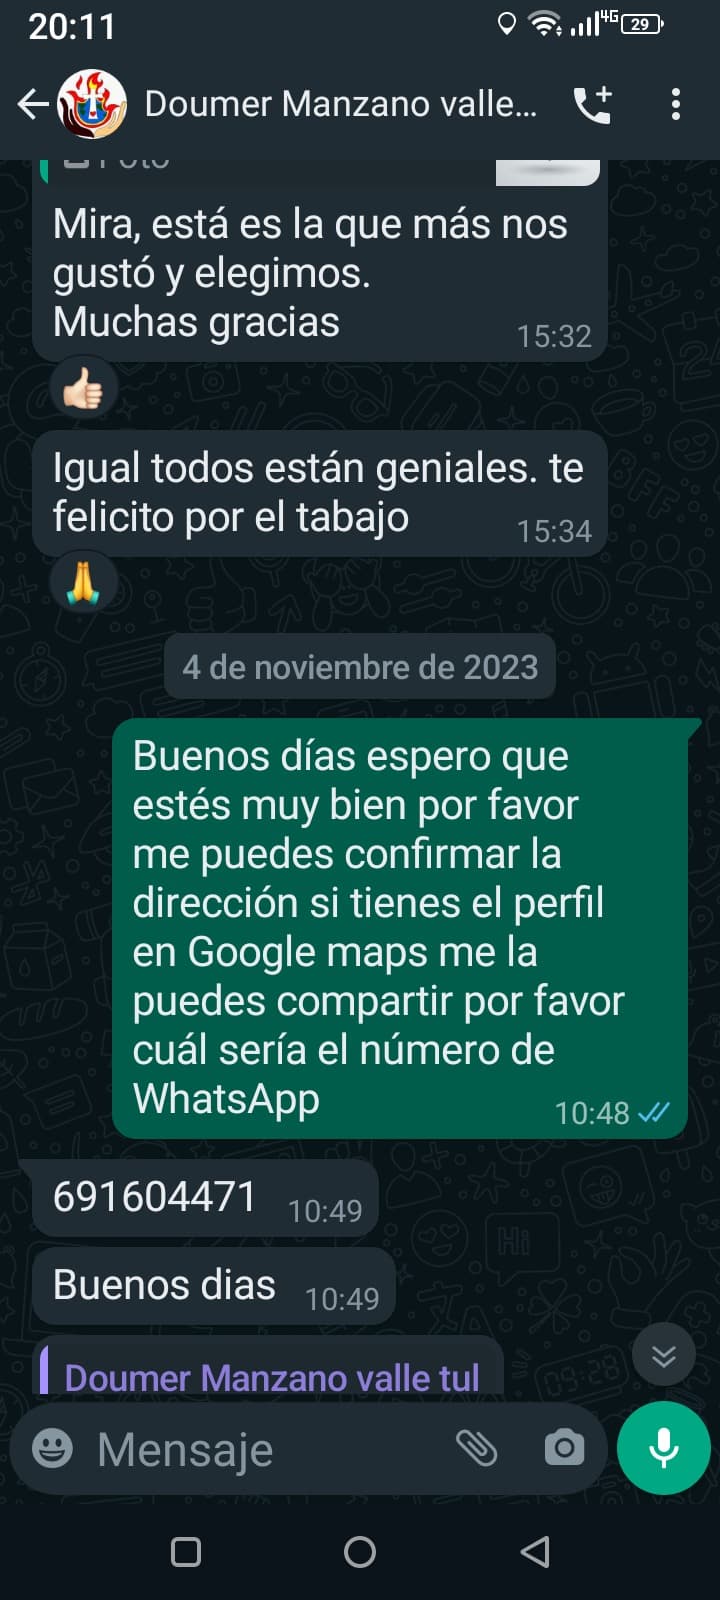 20:11
4G
29
Doumer Manzano valle...
Foto
Mira, está es la que más nos
gustó y elegimos.
Muchas gracias
15:32
Igual todos están geniales. te
felicito por el tabajo
15:34
4 de noviembre de 2023
Buenos días espero que
estés muy bien por favor
me puedes confirmar la
dirección si tienes el perfil
en Google maps me la
puedes compartir por favor
cuál sería el número de
WhatsApp
10:48
691604471
10:49
Buenos dias
10:49
Doumer Manzano valle tul
Mensaje